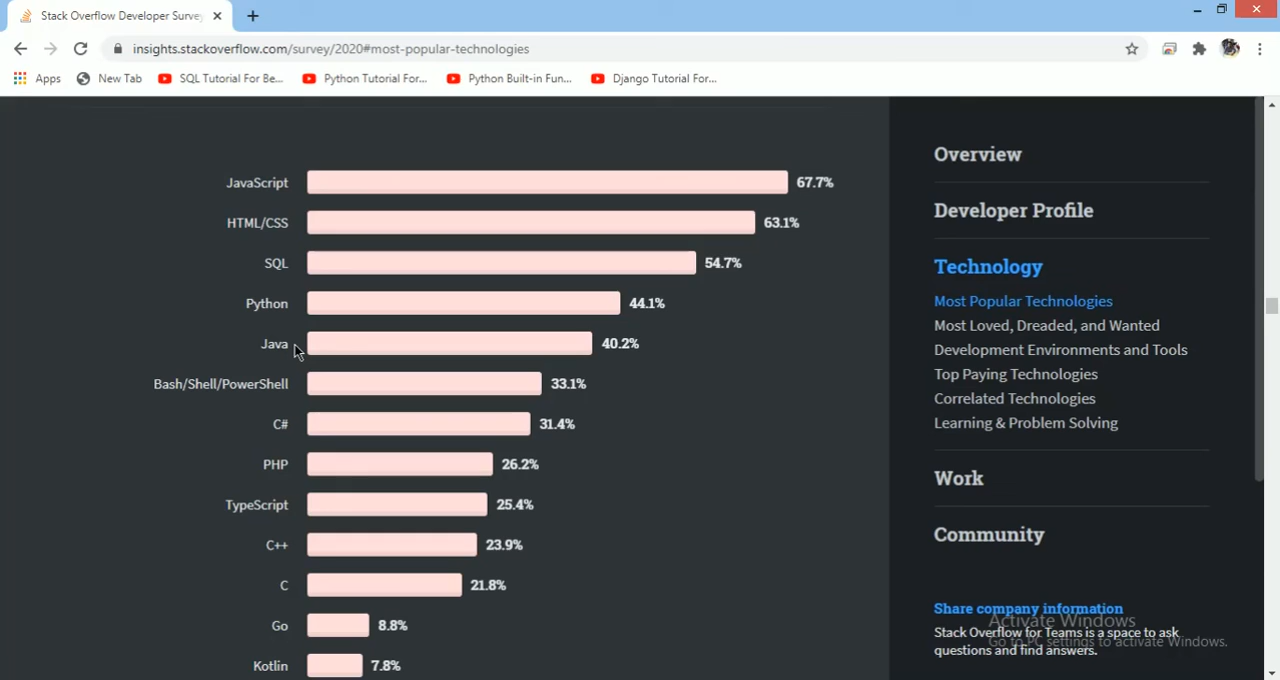 Stack Overflow Developer Survey
insights.stackoverflow.com/survey/2020#most-popular-technologies
Apps
New Tab
SQL Tutorial For Be...
Python Tutorial For...
Python Built-in Fun...
Django Tutorial For...
JavaScript 67.7%
HTML/CSS 63.1%
SQL 54.7%
Python 44.1%
Java 40.2%
Bash/Shell/PowerShell 33.1%
C# 31.4%
PHP 26.2%
TypeScript 25.4%
C++ 23.9%
C 21.8%
Go 8.8%
Kotlin 7.8%
Overview
Developer Profile
Technology
Most Popular Technologies
Most Loved, Dreaded, and Wanted
Development Environments and Tools
Top Paying Technologies
Correlated Technologies
Learning & Problem Solving
Work
Community
Share company information
Stack Overflow for Teams is a space to ask
questions and find answers.
Activate Windows
Go to PC settings to activate Windows.